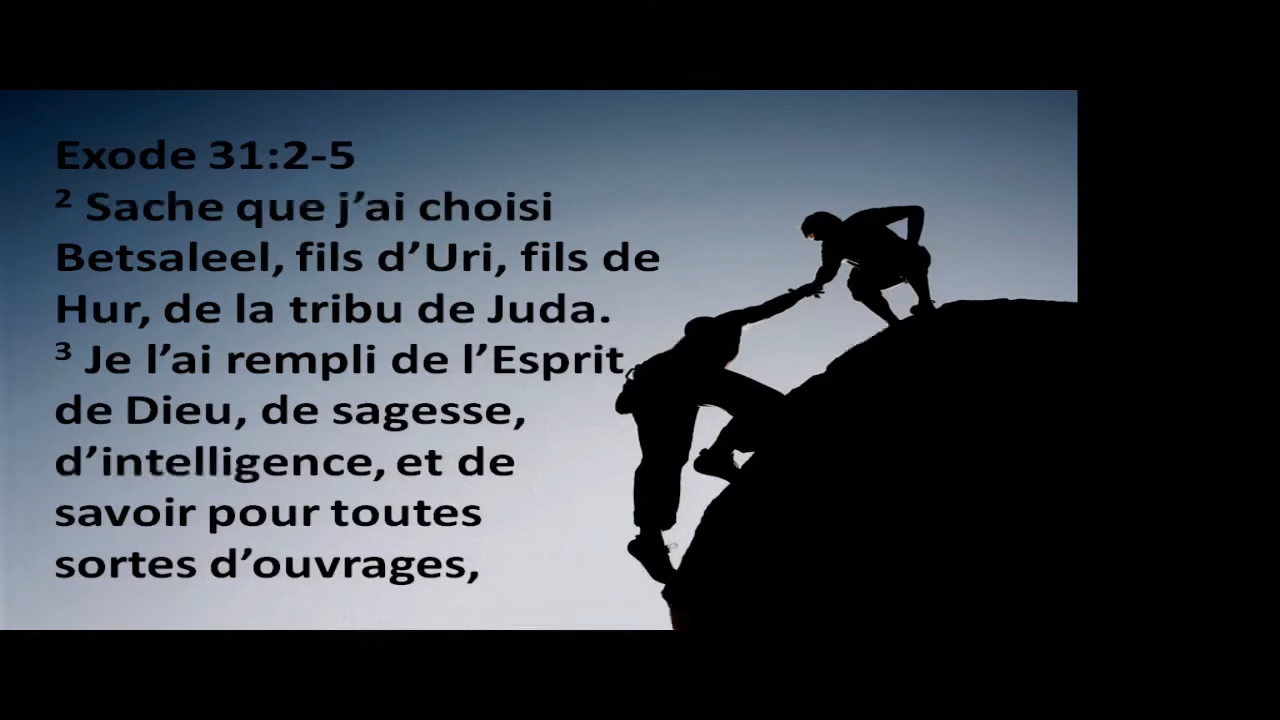 Exode 31:2-5
² Sache que j’ai choisi
Betsaleel, fils d’Uri, fils de
Hur, de la tribu de Juda.
³ Je l’ai rempli de l’Esprit
de Dieu, de sagesse,
d’intelligence, et de
savoir pour toutes
sortes d’ouvrages,